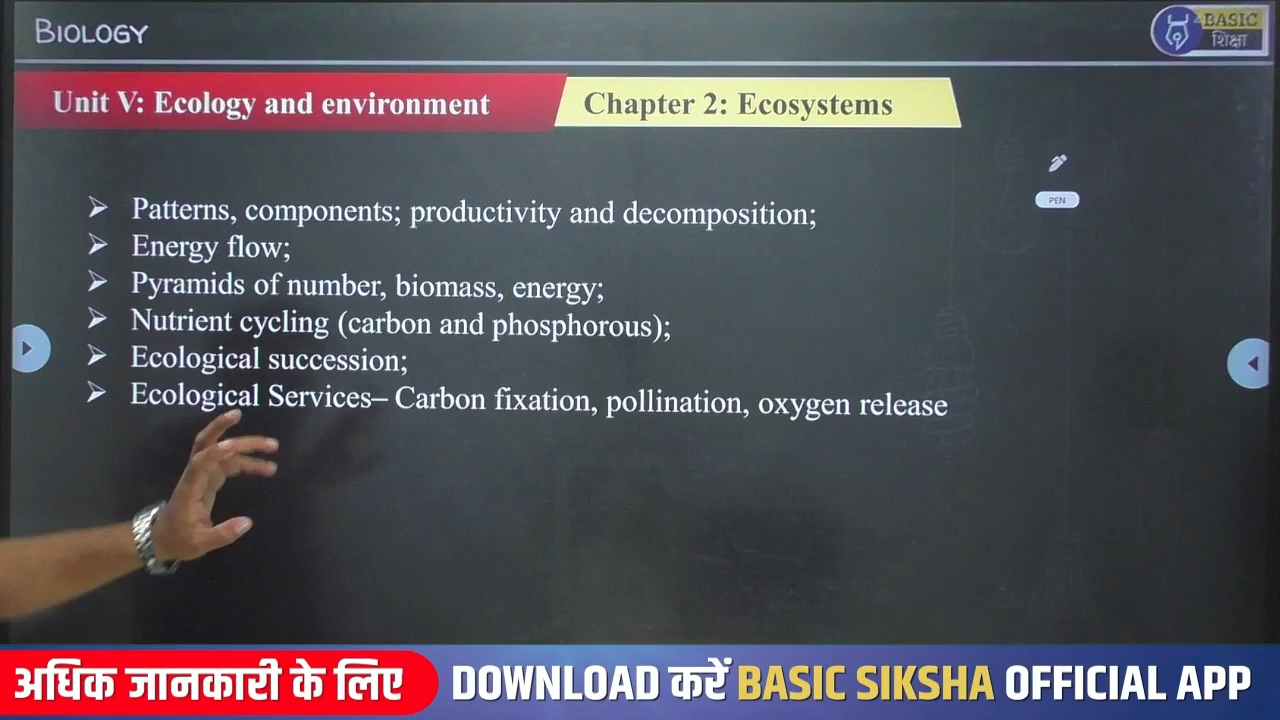 BIOLOGY
BASIC
शिक्षा
Unit V: Ecology and environment
Chapter 2: Ecosystems
➢ Patterns, components; productivity and decomposition;
➢ Energy flow;
➢ Pyramids of number, biomass, energy;
➢ Nutrient cycling (carbon and phosphorous);
➢ Ecological succession;
➢ Ecological Services– Carbon fixation, pollination, oxygen release
PEN
अधिक जानकारी के लिए
DOWNLOAD करें BASIC SIKSHA OFFICIAL APP